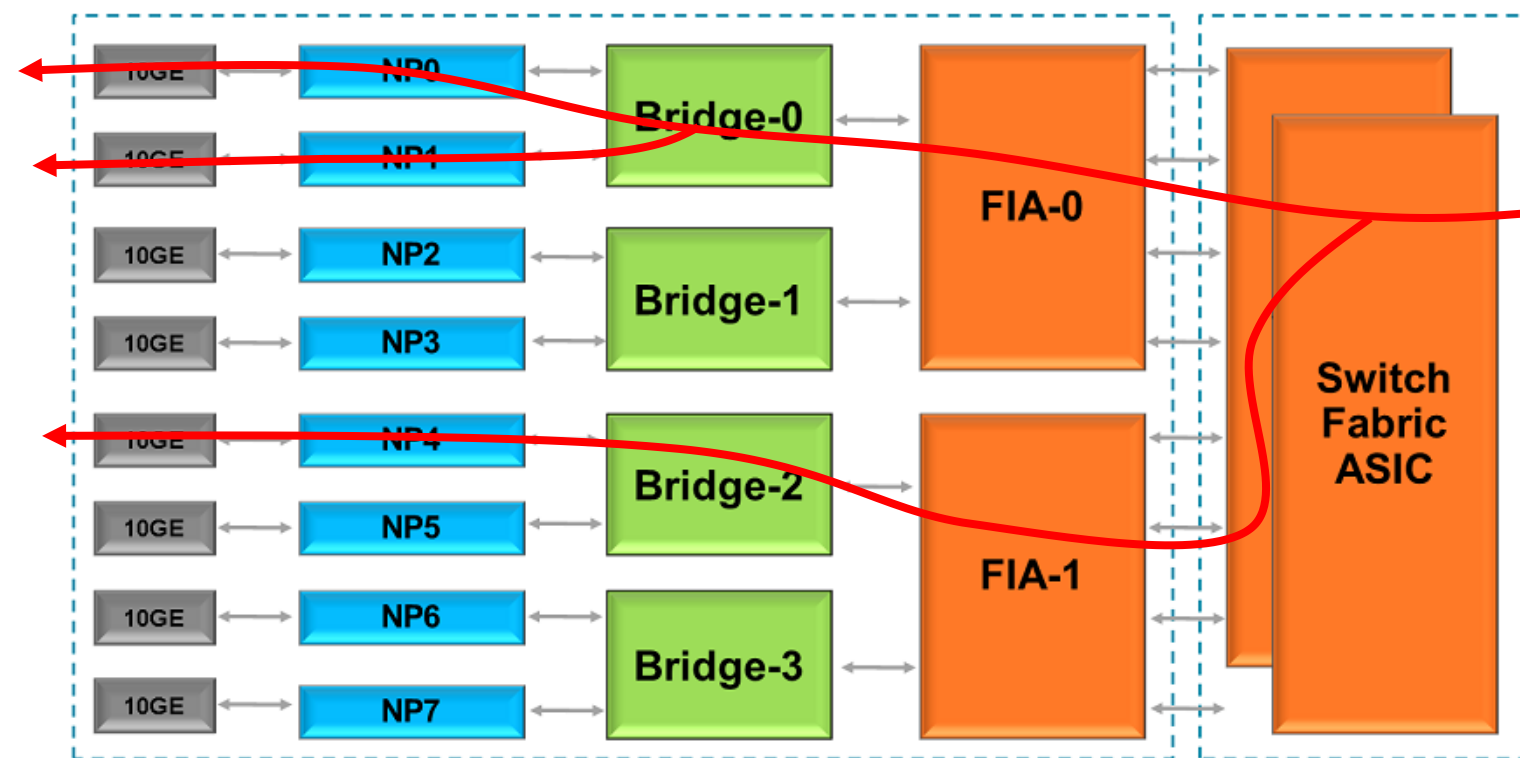 10GE
NP0
Bridge-0
10GE
NP1
FIA-0
10GE
NP2
Bridge-1
10GE
NP3
10GE
NP4
Bridge-2
10GE
NP5
FIA-1
10GE
NP6
Bridge-3
10GE
NP7
Switch
Fabric
ASIC